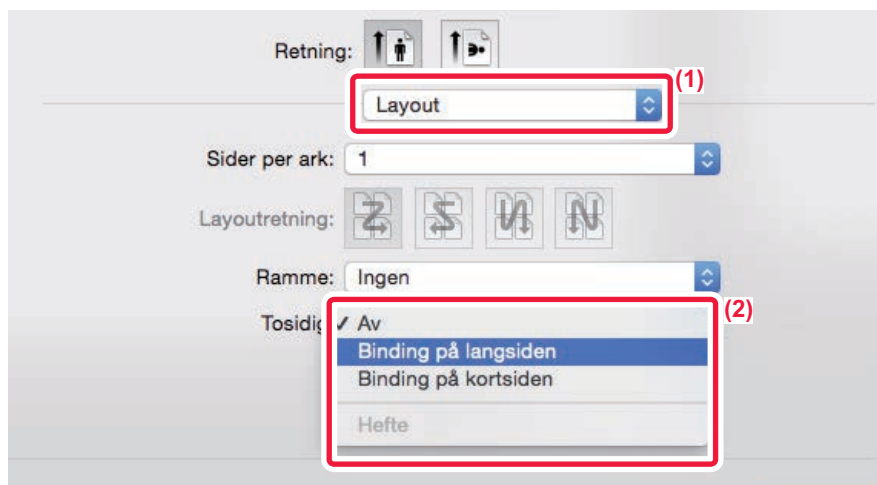 Retning:
(1)
Layout
Sider per ark: 1
Layoutretning:
Ramme: Ingen
(2)
Tosidig ✓ Av
Binding på langsiden
Binding på kortsiden
Hefte